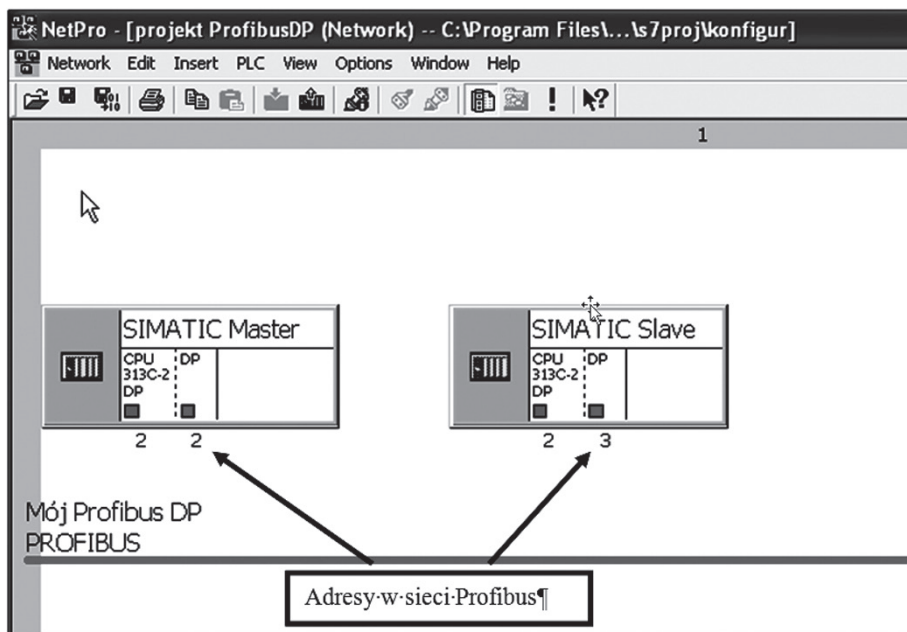 NetPro - [projekt ProfibusDP (Network) -- C:\Program Files\...\s7proj\konfigur]
Network Edit Insert PLC View Options Window Help
1
SIMATIC Master
CPU
313C-2
DP
DP
2 2
SIMATIC Slave
CPU
313C-2
DP
DP
2 3
Mój Profibus DP
PROFIBUS
Adresy·w·sieci·Profibus¶